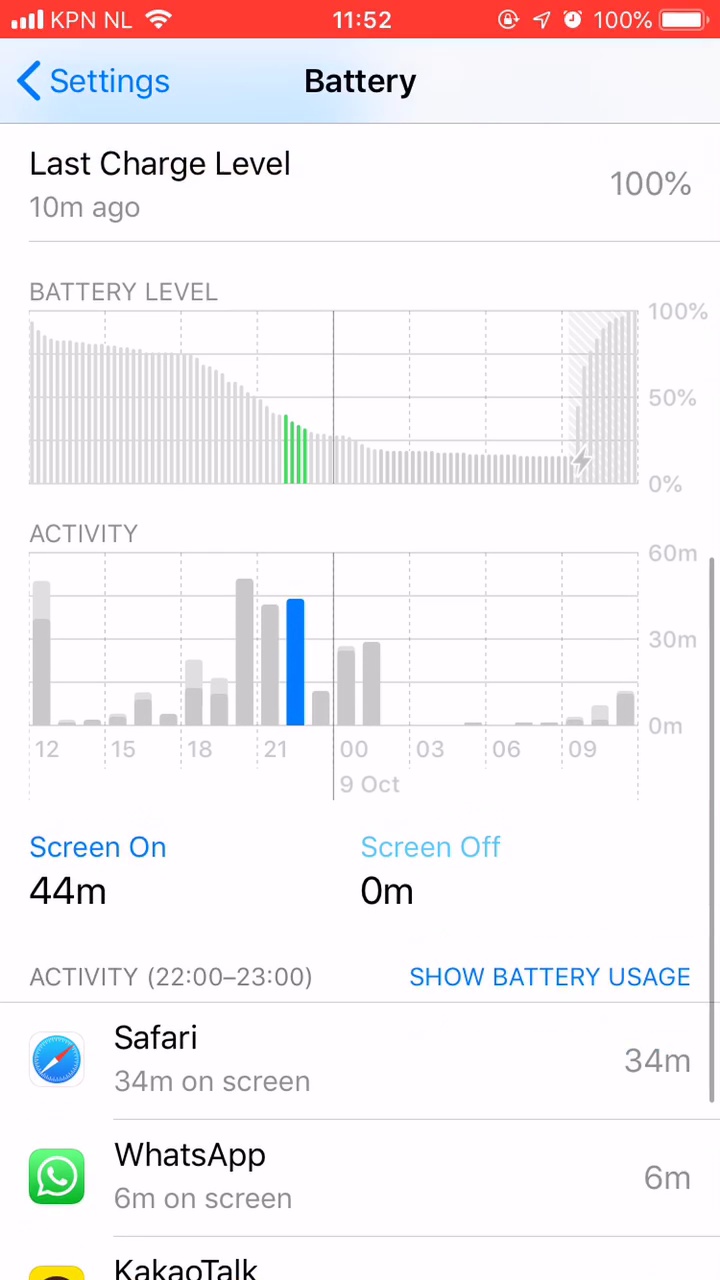 KPN NL 11:52 100%
Settings Battery
Last Charge Level
100%
10m ago
BATTERY LEVEL
100%
50%
0%
ACTIVITY
60m
30m
0m
12 15 18 21 00 03 06 09
9 Oct
Screen On Screen Off
44m 0m
ACTIVITY (22:00–23:00) SHOW BATTERY USAGE
Safari
34m
34m on screen
WhatsApp
6m
6m on screen
KakaoTalk